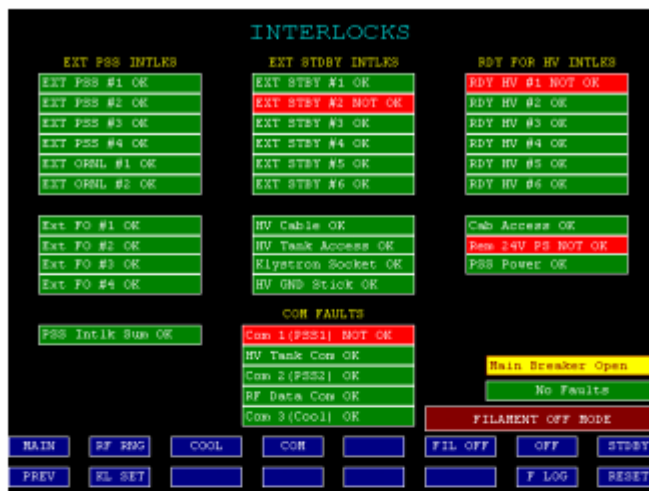 INTERLOCKS
EXT PSS INTLKS
EXT PSS #1 OK
EXT PSS #2 OK
EXT PSS #3 OK
EXT PSS #4 OK
EXT ORNL #1 OK
EXT ORNL #2 OK
Ext FO #1 OK
Ext FO #2 OK
Ext FO #3 OK
Ext FO #4 OK
PSS Intlk Sum OK
EXT STDBY INTLKS
EXT STBY #1 OK
EXT STBY #2 NOT OK
EXT STBY #3 OK
EXT STBY #4 OK
EXT STBY #5 OK
EXT STBY #6 OK
HV Cable OK
HV Tank Access OK
Klystron Socket OK
HV GND Stick OK
COM FAULTS
Com 1(PSS1) NOT OK
HV Tank Com OK
Com 2(PSS2) OK
RF Data Com OK
Com 3(Cool) OK
RDY FOR HV INTLKS
RDY HV #1 NOT OK
RDY HV #2 OK
RDY HV #3 OK
RDY HV #4 OK
RDY HV #5 OK
RDY HV #6 OK
Cab Access OK
Rem 24V PS NOT OK
PSS Power OK
Main Breaker Open
No Faults
FILAMENT OFF MODE
MAIN RF RNG COOL COM FIL OFF OFF STDBY
PREV KL SET F LOG RESET